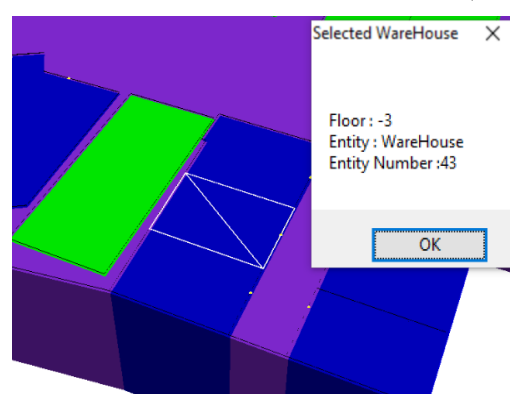 Selected WareHouse
Floor : -3
Entity : WareHouse
Entity Number :43
OK